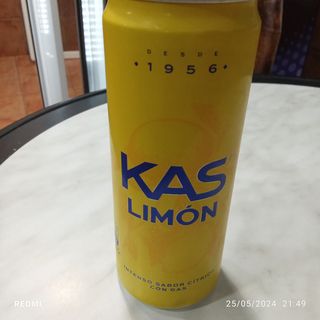 DESDE
1956
KAS
LIMÓN
INTENSO SABOR CÍTRICO
CON GAS
REDMI
25/05/2024 21:49